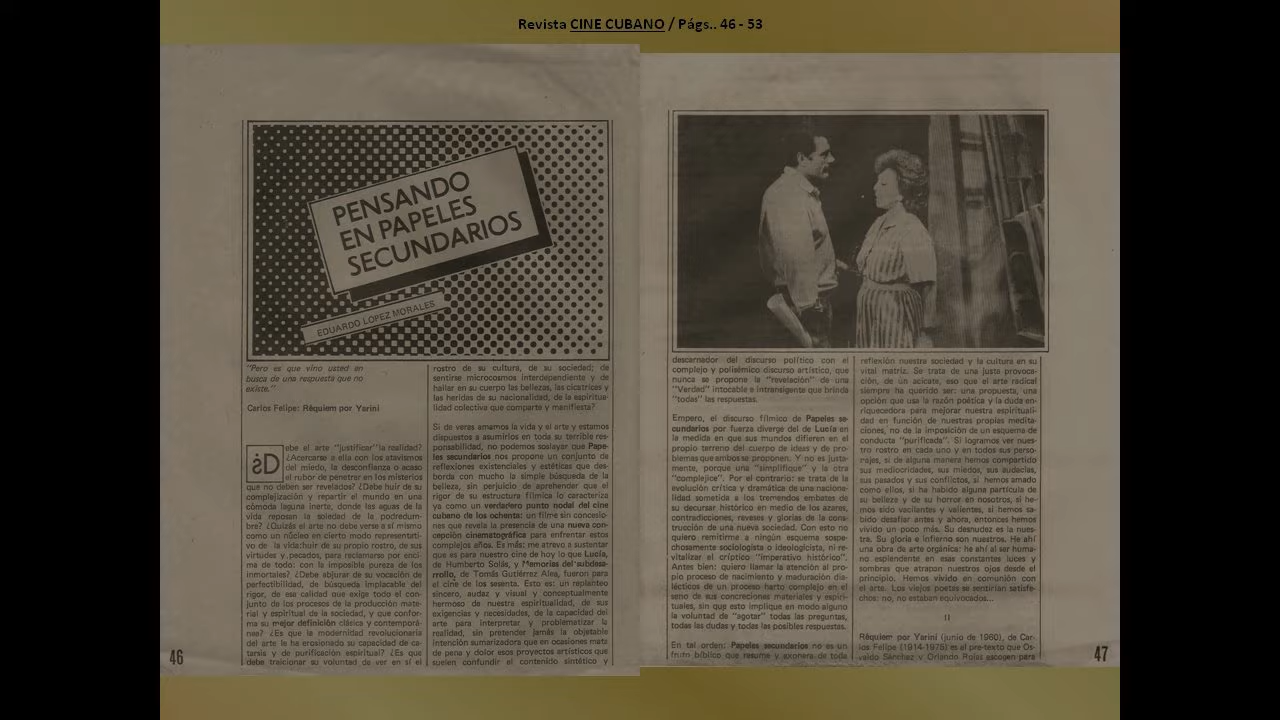 Revista CINE CUBANO / Págs.. 46 - 53
PENSANDO
EN PAPELES
SECUNDARIOS
EDUARDO LOPEZ MORALES
"Pero es que vino usted en
busca de una respuesta que no
existe."
Carlos Felipe: Réquiem por Yarini
¿Debe el arte "justificar" la realidad?
¿Acercarse a ella con los atavismos
del miedo, la desconfianza o acaso
el rubor de penetrar en los misterios
que no deben ser revelados? ¿Debe huir de su
complejización y repartir el mundo en una
cómoda laguna inerte, donde las aguas de la
vida reposan la soledad de la podredum-
bre? ¿Quizás el arte no debe verse a sí mismo
como un núcleo en cierto modo representati-
vo de la vida: huir de su propio rostro, de sus
virtudes y pecados, para reclamarse por enci-
ma de todo: con la imposible pureza de los
inmortales? ¿Debe abjurar de su vocación de
perfectibilidad, de búsqueda implacable del
rigor, de esa calidad que exige todo el con-
junto de los procesos de la producción mate-
rial y espiritual de la sociedad, y que confor-
ma su mejor definición clásica y contemporá-
nea? ¿Es que la modernidad revolucionaria
del arte le ha erosionado su capacidad de ca-
tarsis y de purificación espiritual? ¿Es que
debe traicionar su voluntad de ver en sí el
rostro de su cultura, de su sociedad; de
sentirse microcosmos interdependiente y de
hallar en su cuerpo las bellezas, las cicatrices y
las heridas de su nacionalidad, de la espiritua-
lidad colectiva que comparte y manifiesta?
Si de veras amamos la vida y el arte y estamos
dispuestos a asumirlos en toda su terrible res-
ponsabilidad, no podemos soslayar que Pape-
les secundarios nos propone un conjunto de
reflexiones existenciales y estéticas que des-
borda con mucho la simple búsqueda de la
belleza, sin perjuicio de aprehender que el
rigor de su estructura fílmica lo caracteriza
ya como un verdadero punto nodal del cine
cubano de los ochenta: un filme sin concesio-
nes que revela la presencia de una nueva con-
cepción cinematográfica para enfrentar estos
complejos años. Es más: me atrevo a sustentar
que es para nuestro cine de hoy lo que Lucía,
de Humberto Solás, y Memorias del subdesa-
rrollo, de Tomás Gutiérrez Alea, fueron para
el cine de los sesenta. Esto es: un replanteo
sincero, audaz y visual y conceptualmente
hermoso de nuestra espiritualidad, de sus
exigencias y necesidades, de la capacidad del
arte para interpretar y problematizar la
realidad, sin pretender jamás la objetable
intención sumarizadora que en ocasiones mata
de pena y dolor esos proyectos artísticos que
suelen confundir el contenido sintético y
46
descarnador del discurso político con el
complejo y polisémico discurso artístico, que
nunca se propone la "revelación" de una
"Verdad" intocable e intransigente que brinda
"todas" las respuestas.
Empero, el discurso fílmico de Papeles se-
cundarios por fuerza diverge del de Lucía en
la medida en que sus mundos difieren en el
propio terreno del cuerpo de ideas y de pro-
blemas que ambos se proponen. Y no es justa-
mente, porque una "simplifique" y la otra
"complejice". Por el contrario: se trata de la
evolución crítica y dramática de una naciona-
lidad sometida a los tremendos embates de
su decursar histórico en medio de los azares,
contradicciones, reveses y glorias de la cons-
trucción de una nueva sociedad. Con esto no
quiero remitirme a ningún esquema sospe-
chosamente sociologista o ideologicista, ni re-
vitalizar el críptico "imperativo histórico".
Antes bien: quiero llamar la atención al pro-
pio proceso de nacimiento y maduración dia-
lécticos de un proceso harto complejo en el
seno de sus concreciones materiales y espiri-
tuales, sin que esto implique en modo alguno
la voluntad de "agotar" todas las preguntas,
todas las dudas y todas las posibles respuestas.
En tal orden: Papeles secundarios no es un
fruto bíblico que resume y exonera de toda
reflexión nuestra sociedad y la cultura en su
vital matriz. Se trata de una justa provoca-
ción, de un acicate, eso que el arte radical
siempre ha querido ser: una propuesta, una
opción que usa la razón poética y la duda en-
riquecedora para mejorar nuestra espirituali-
dad en función de nuestras propias meditacio-
nes, no de la imposición de un esquema de
conducta "purificada". Si logramos ver nues-
tro rostro en cada uno y en todos sus perso-
najes, si de alguna manera hemos compartido
sus mediocridades, sus miedos, sus audacias,
sus pasados y sus conflictos, si hemos amado
como ellos, si ha habido alguna partícula de
su belleza y de su horror en nosotros, si he-
mos sido vacilantes y valientes, si hemos sa-
bido desafiar antes y ahora, entonces hemos
vivido un poco más. Su desnudez es la nues-
tra. Su gloria e infierno son nuestros. He ahí
una obra de arte orgánica: he ahí al ser huma-
no esplendente en esas constantes luces y
sombras que atrapan nuestros ojos desde el
principio. Hemos vivido en comunión con
el arte. Los viejos poetas se sentirían satisfe-
chos: no, no estaban equivocados...
II
Réquiem por Yarini (junio de 1960), de Car-
los Felipe (1914-1975) es el pre-texto que Os-
valdo Sánchez y Orlando Rojas escogen para
47